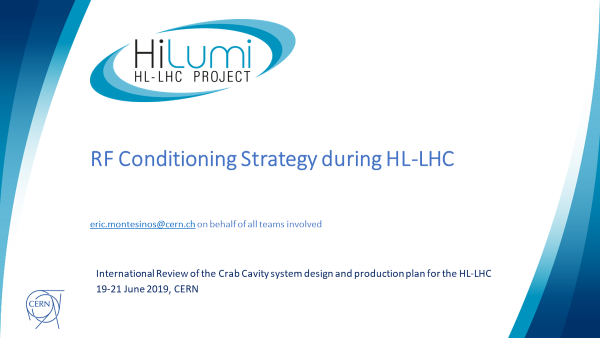 HiLumi
HL-LHC PROJECT
RF Conditioning Strategy during HL-LHC
eric.montesinos@cern.ch on behalf of all teams involved
International Review of the Crab Cavity system design and production plan for the HL-LHC
19-21 June 2019, CERN
CERN